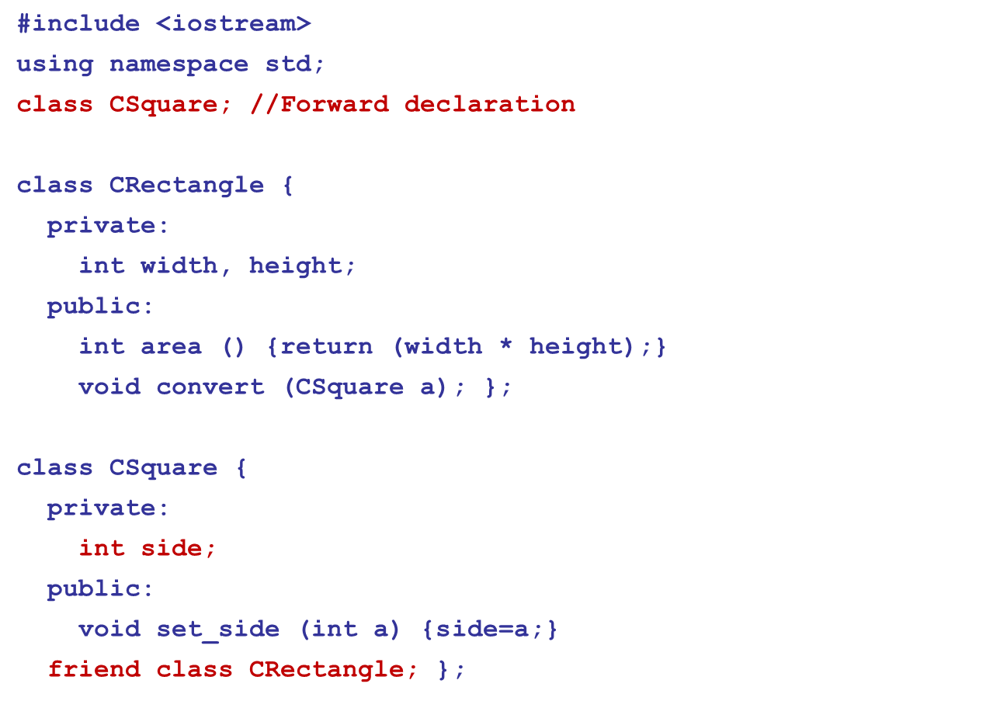 #include <iostream>
using namespace std;
class CSquare; //Forward declaration
class CRectangle {
private:
int width, height;
public:
int area () {return (width * height);}
void convert (CSquare a); };
class CSquare {
private:
int side;
public:
void set_side (int a) {side=a;}
friend class CRectangle; };